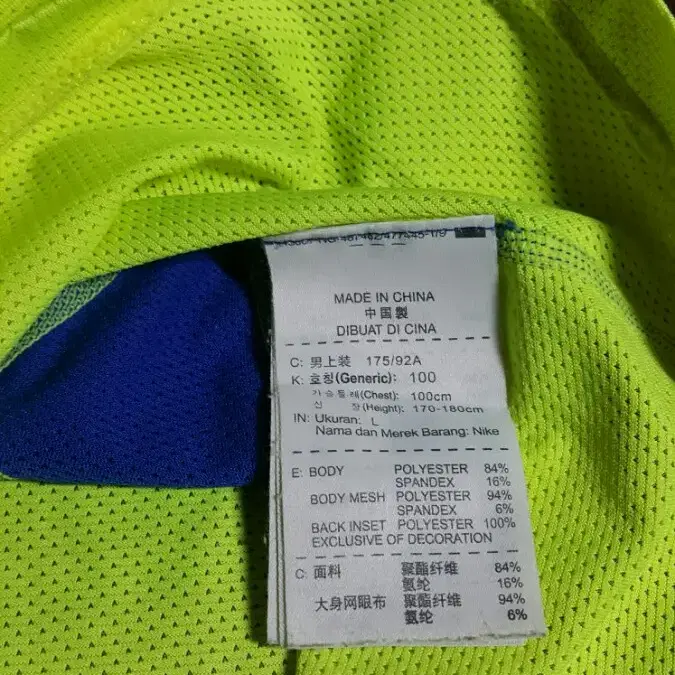 MADE IN CHINA
中国製
DIBUAT DI CINA
C: 男上装 175/92A
K: 호칭(Generic): 100
가슴둘레(Chest): 100cm
신 장(Height): 170-180cm
IN: Ukuran: L
Nama dan Merek Barang: Nike
E: BODY POLYESTER 84%
SPANDEX 16%
BODY MESH POLYESTER 94%
SPANDEX 6%
BACK INSET POLYESTER 100%
EXCLUSIVE OF DECORATION
C: 面料 聚酯纤维 84%
氨纶 16%
大身网眼布 聚酯纤维 94%
氨纶 6%